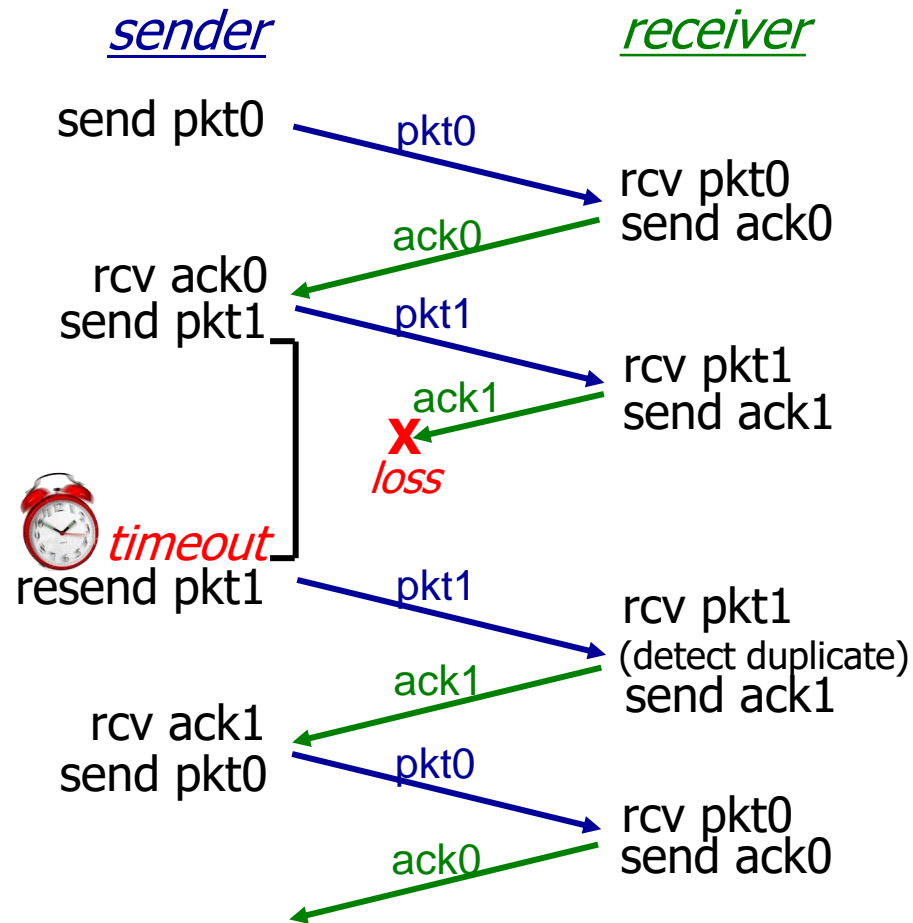 sender
receiver
send pkt0
pkt0
rcv pkt0
send ack0
ack0
rcv ack0
send pkt1
pkt1
rcv pkt1
send ack1
ack1
X
loss
timeout
resend pkt1
pkt1
rcv pkt1
(detect duplicate)
send ack1
ack1
rcv ack1
send pkt0
pkt0
rcv pkt0
send ack0
ack0